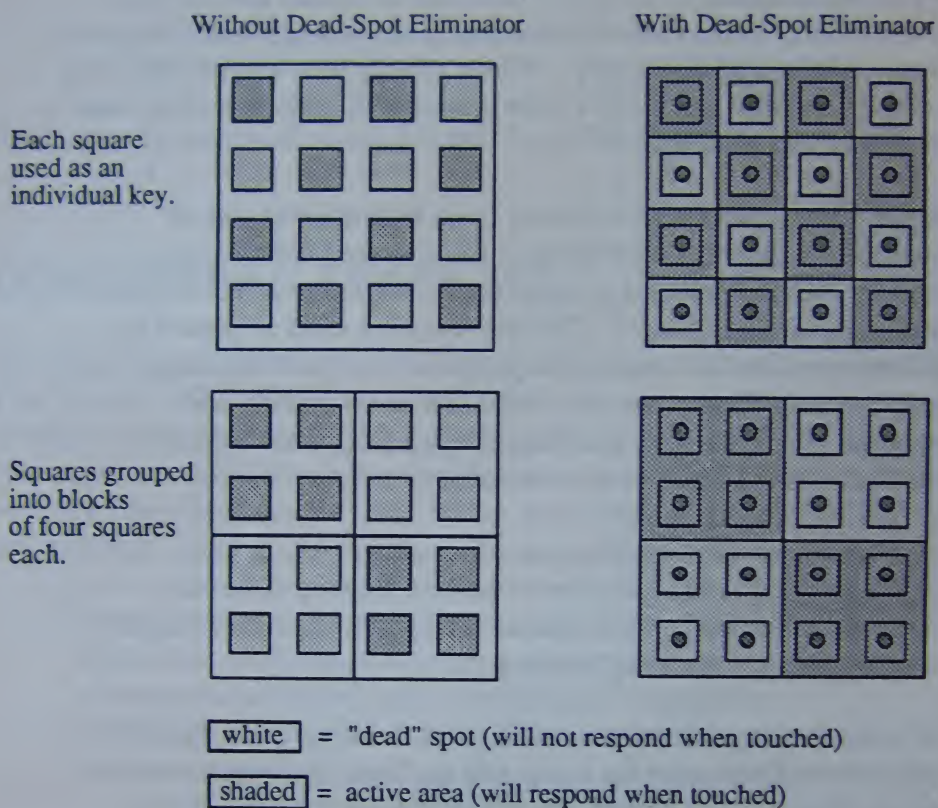 Without Dead-Spot Eliminator
With Dead-Spot Eliminator
Each square
used as an
individual key.
Squares grouped
into blocks
of four squares
each.
white = "dead" spot (will not respond when touched)
shaded = active area (will respond when touched)